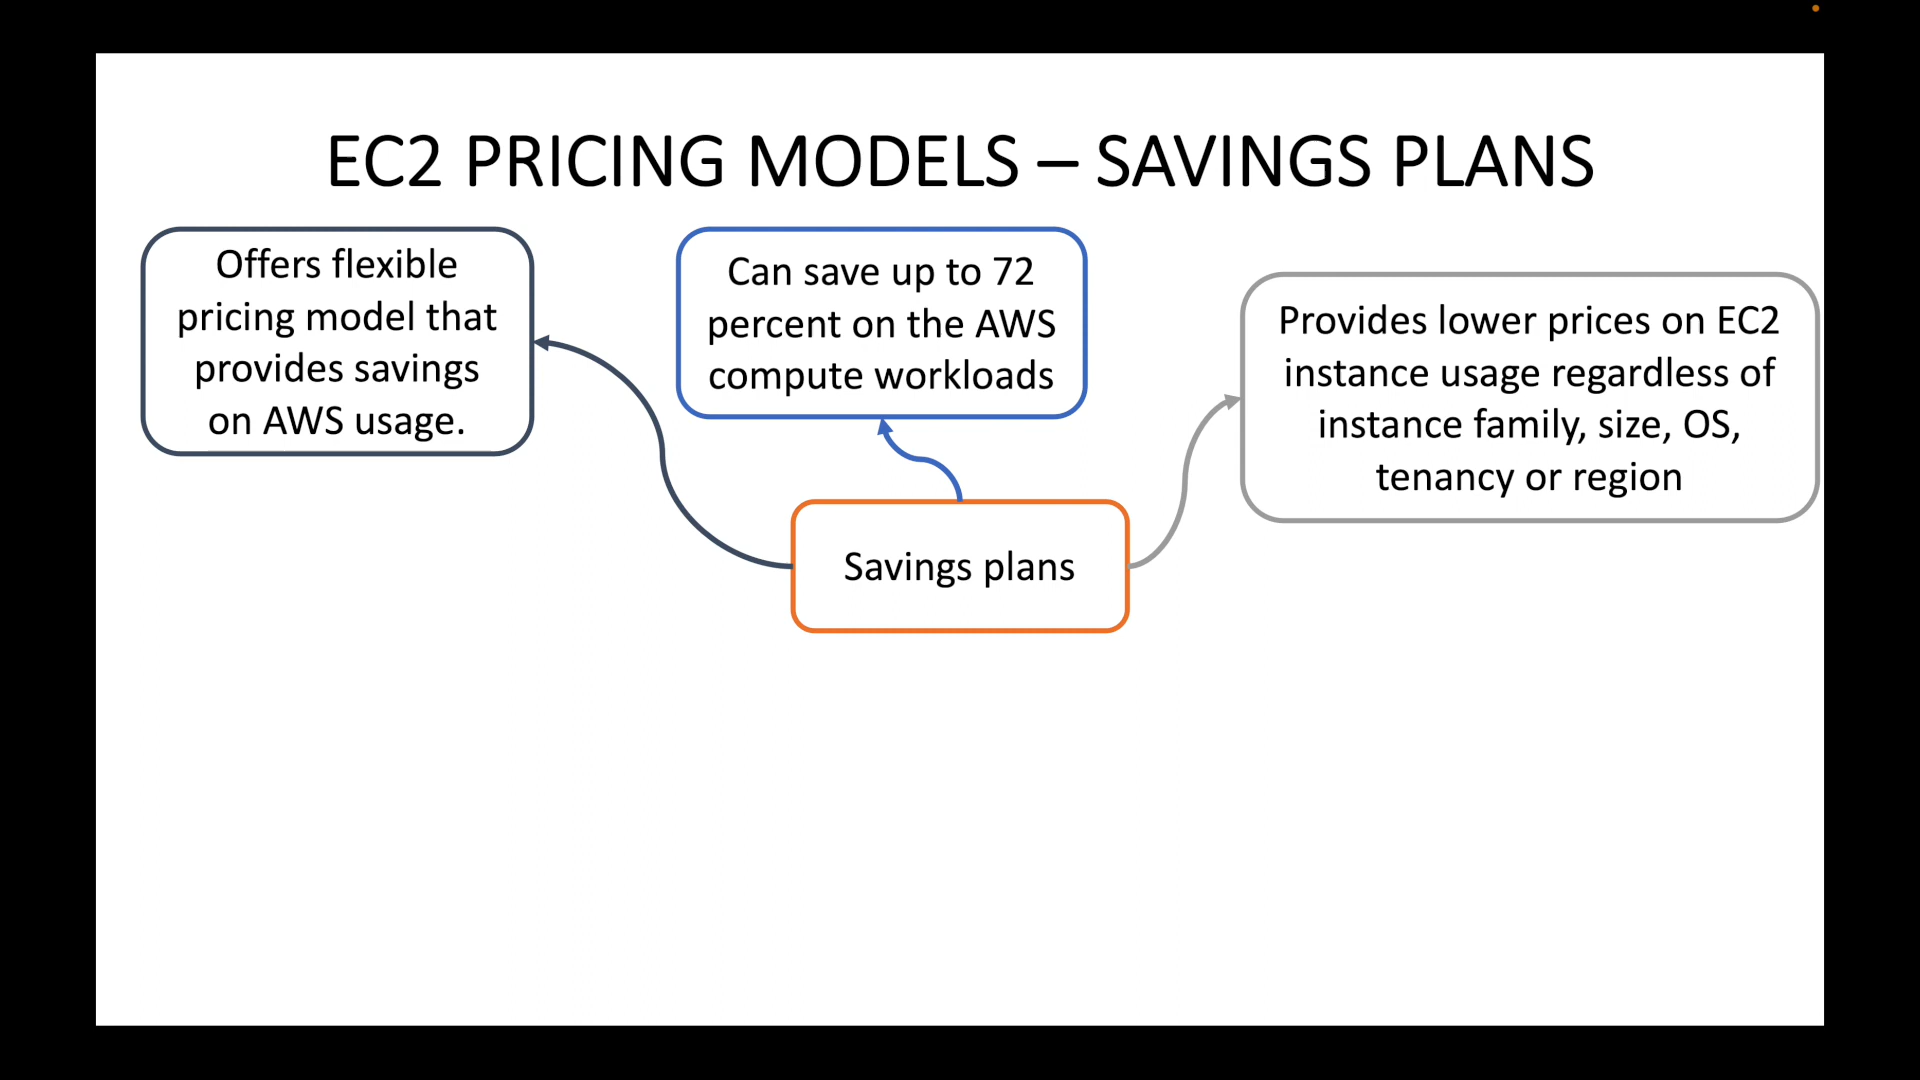 EC2 PRICING MODELS – SAVINGS PLANS
Offers flexible
pricing model that
provides savings
on AWS usage.
Can save up to 72
percent on the AWS
compute workloads
Provides lower prices on EC2
instance usage regardless of
instance family, size, OS,
tenancy or region
Savings plans